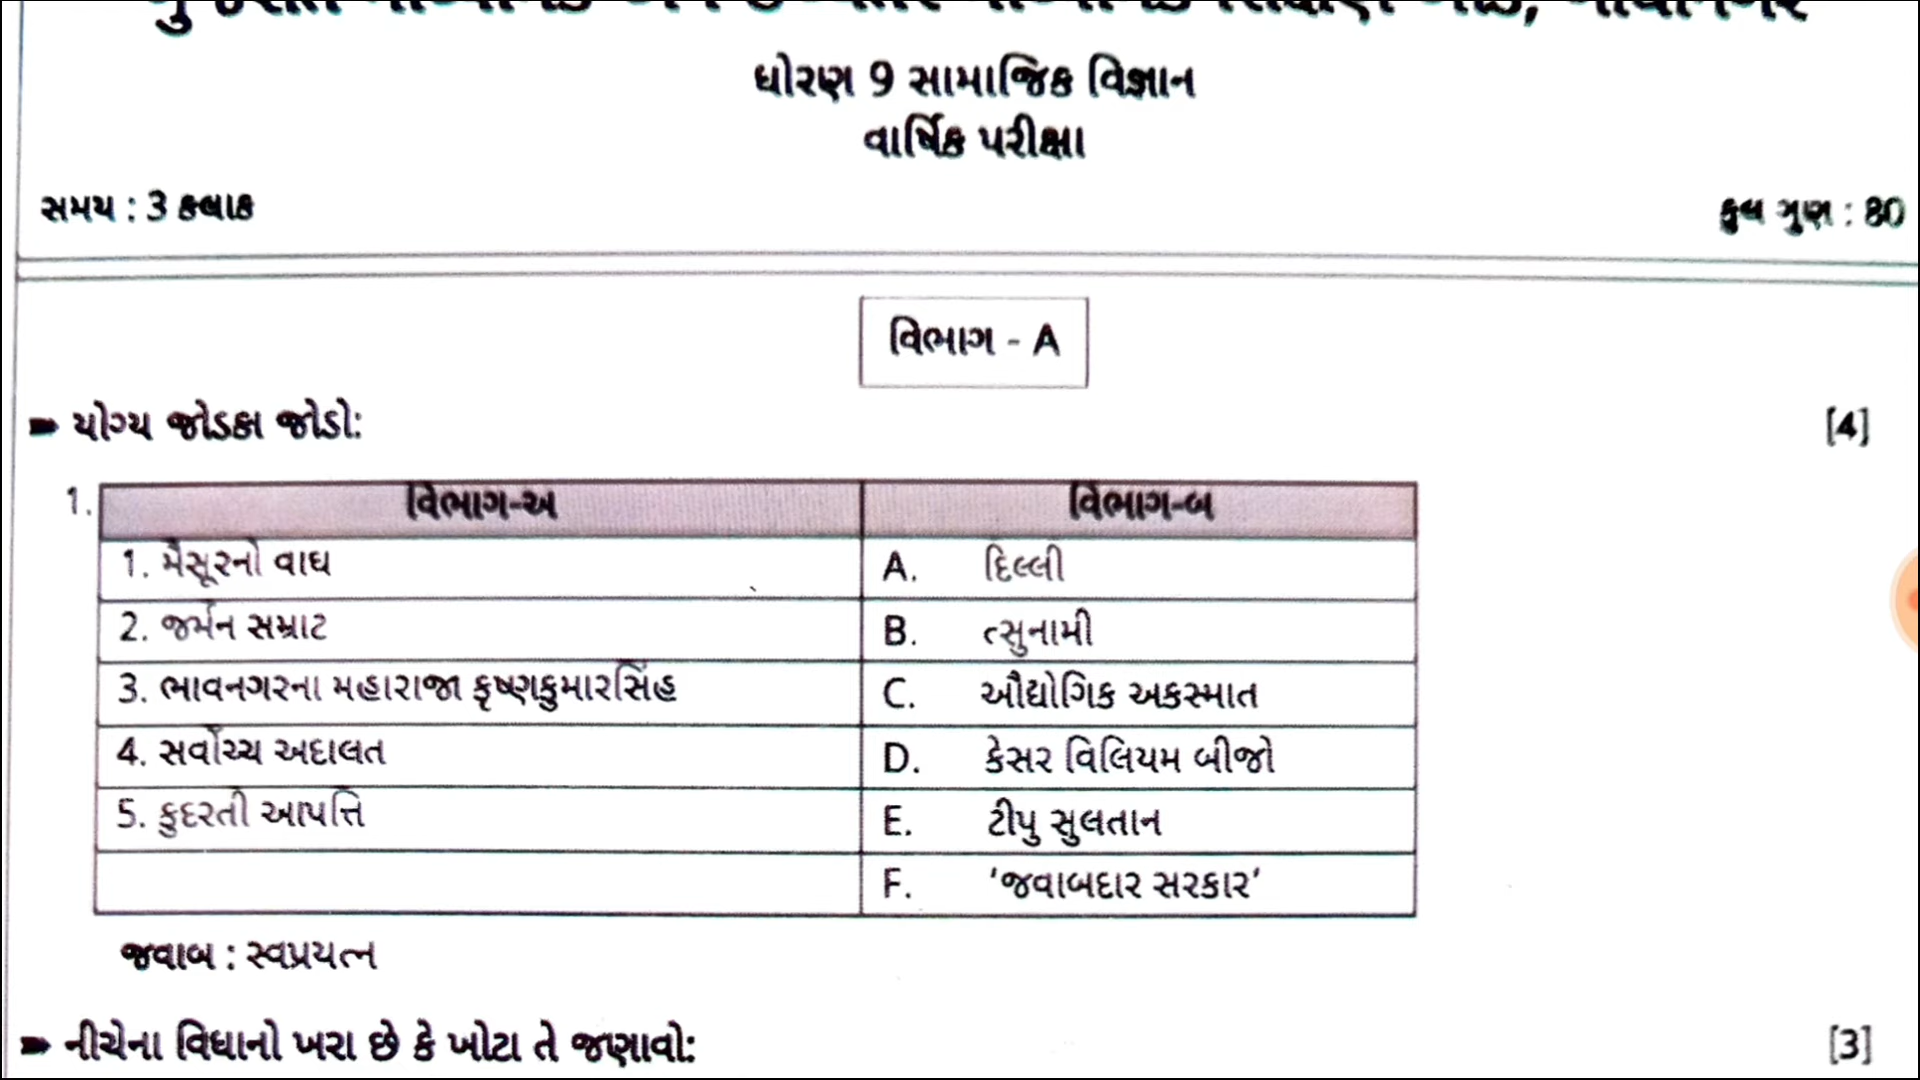 ધોરણ 9 સામાજિક વિજ્ઞાન
વાર્ષિક પરીક્ષા
સમય : 3 કલાક
કુલ ગુણ : 80
વિભાગ - A
યોગ્ય જોડકા જોડો:
[4]
1.
વિભાગ-અ વિભાગ-બ
1. મૈસૂરનો વાઘ A. દિલ્લી
2. જર્મન સમ્રાટ B. ત્સુનામી
3. ભાવનગરના મહારાજા કૃષ્ણકુમારસિંહ C. ઔદ્યોગિક અકસ્માત
4. સર્વોચ્ચ અદાલત D. કેસર વિલિયમ બીજો
5. કુદરતી આપત્તિ E. ટીપુ સુલતાન
F. 'જવાબદાર સરકાર'
જવાબ : સ્વપ્રયત્ન
નીચેના વિધાનો ખરા છે કે ખોટા તે જણાવો:
[3]